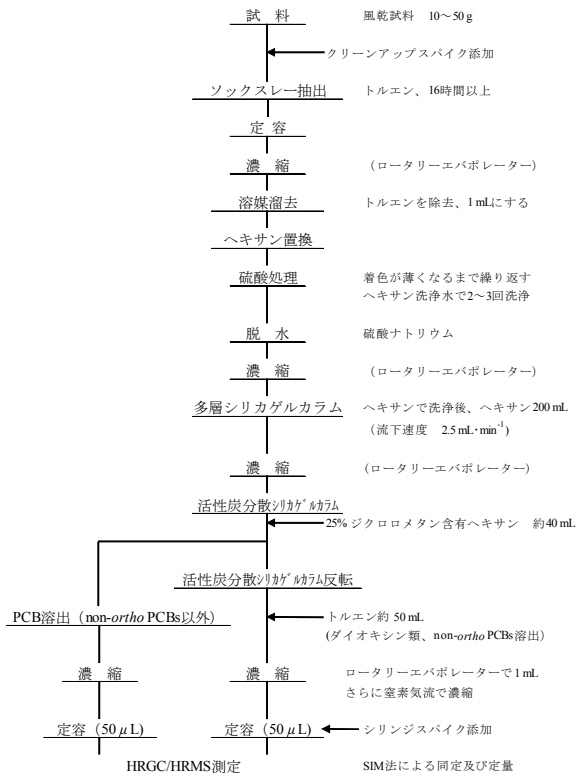 試　料　風乾試料　10～50 g
クリーンアップスパイク添加
ソックスレー抽出　トルエン、16時間以上
定 容
濃　縮　（ロータリーエバポレーター）
溶媒溜去　トルエンを除去、1 mLにする
ヘキサン置換
硫酸処理　着色が薄くなるまで繰り返す
ヘキサン洗浄水で2～3回洗浄
脱　水　硫酸ナトリウム
濃　縮　（ロータリーエバポレーター）
多層シリカゲルカラム　ヘキサンで洗浄後、ヘキサン200 mL
（流下速度　2.5 mL･min⁻¹)
濃　縮　（ロータリーエバポレーター）
活性炭分散ｼﾘｶｹﾞﾙｶﾗﾑ
25% ジクロロメタン含有ヘキサン　約40 mL
活性炭分散ｼﾘｶｹﾞﾙｶﾗﾑ反転
PCB溶出（non-ortho PCBs以外）　トルエン約 50 mL
(ダイオキシン類、non-ortho PCBs溶出）
濃　縮　濃　縮　ロータリーエバポレーターで1 mL
さらに窒素気流で濃縮
定容（50μL）　定容（50μL）　シリンジスパイク添加
HRGC/HRMS測定　SIM法による同定及び定量